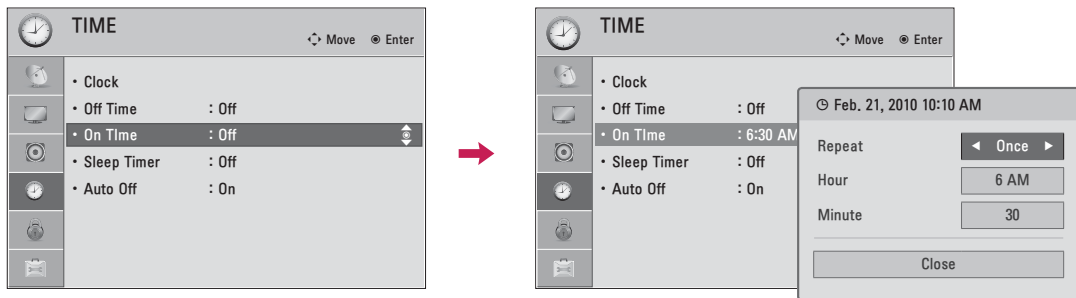 TIME
Move Enter
• Clock
• Off Time : Off
• On TIme : Off
• Sleep Timer : Off
• Auto Off : On
TIME
Move Enter
• Clock
• Off Time : Off
• On TIme : 6:30 AM
• Sleep Timer : Off
• Auto Off : On
Feb. 21, 2010 10:10 AM
Repeat ◀ Once ▶
Hour 6 AM
Minute 30
Close